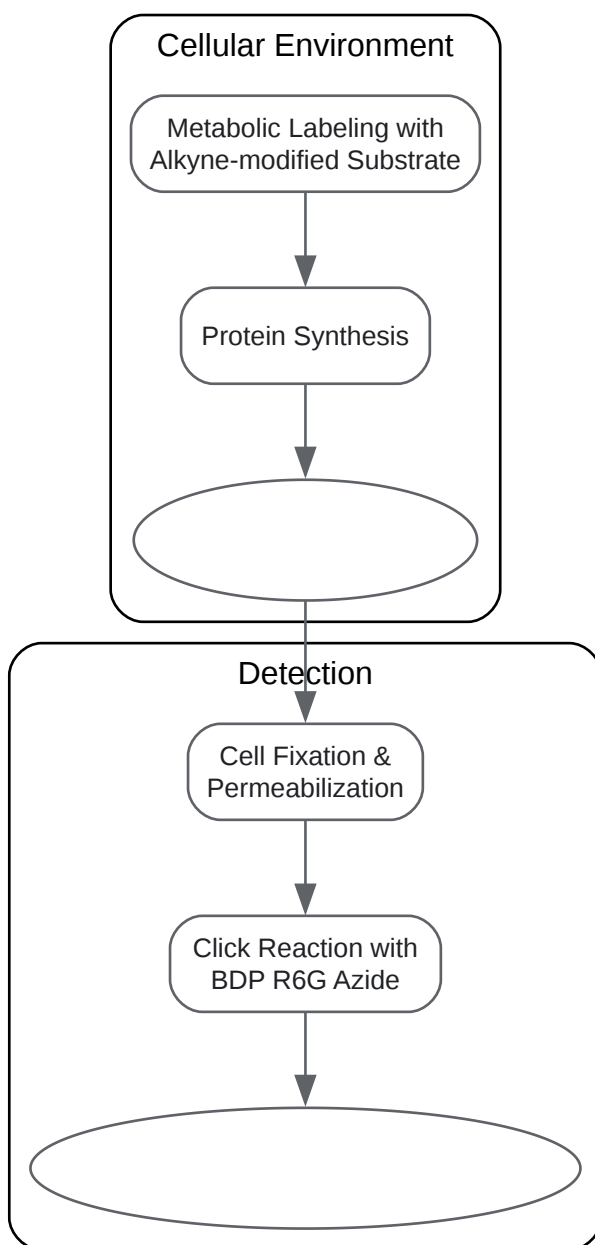 Cellular Environment
Metabolic Labeling with
Alkyne-modified Substrate
Protein Synthesis
Detection
Cell Fixation &
Permeabilization
Click Reaction with
BDP R6G Azide